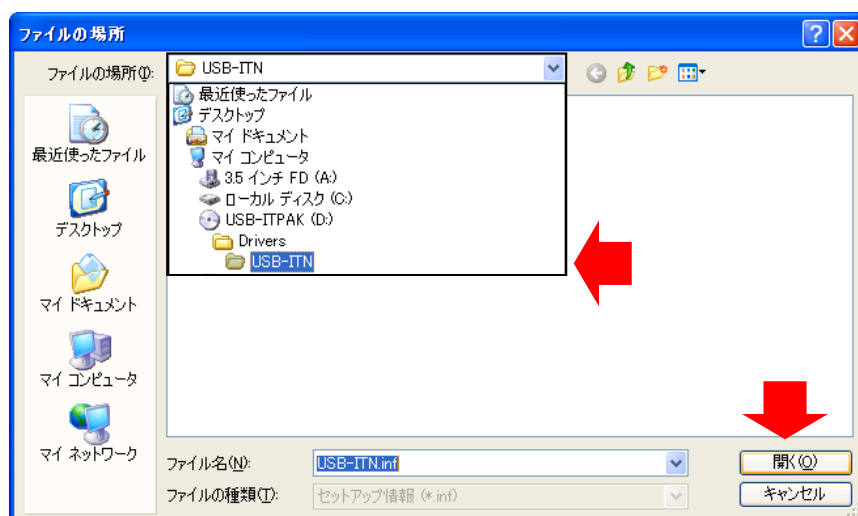 ファイルの場所
ファイルの場所(I):
USB-ITN
最近使ったファイル
デスクトップ
マイ ドキュメント
マイ コンピュータ
3.5 インチ FD (A:)
ローカル ディスク (C:)
USB-ITPAK (D:)
Drivers
USB-ITN
最近使ったファイル
デスクトップ
マイ ドキュメント
マイ コンピュータ
マイ ネットワーク
ファイル名(N):
USB-ITN.inf
開く(O)
ファイルの種類(T):
セットアップ情報 (*.inf)
キャンセル